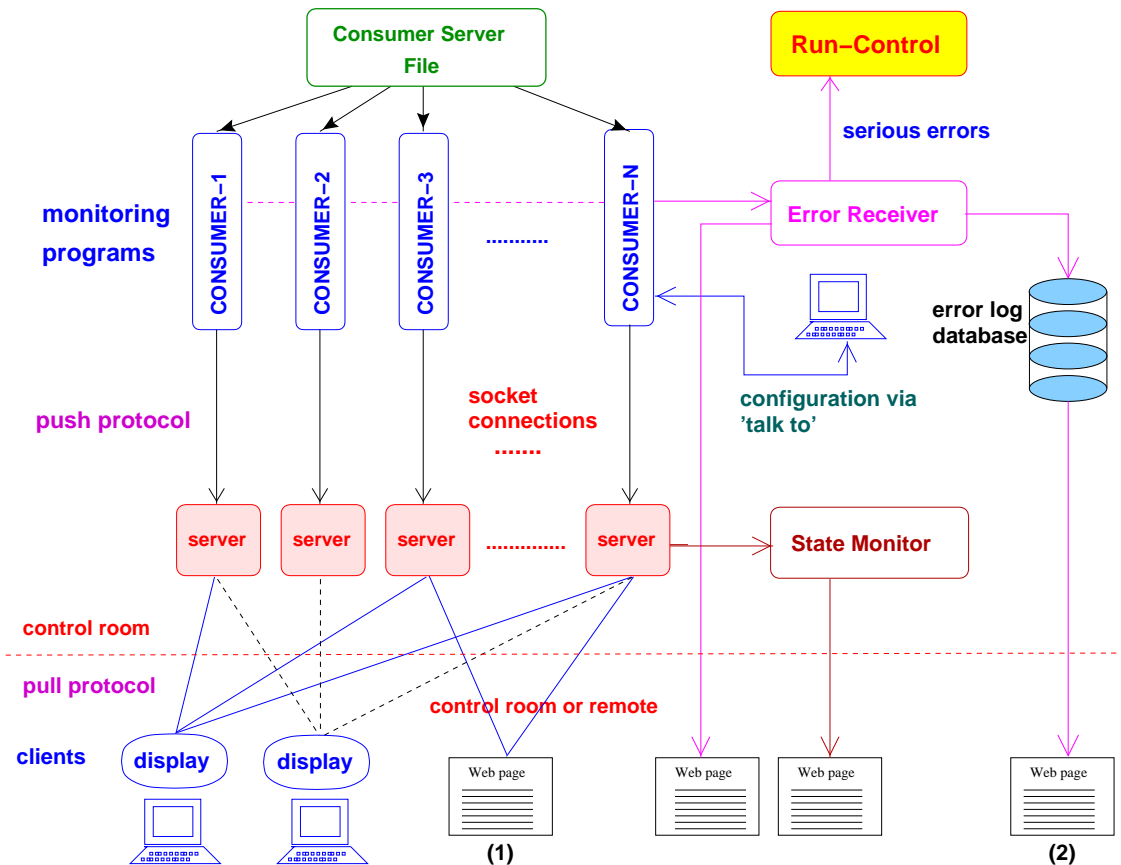 Consumer Server
File
Run−Control
serious errors
CONSUMER−1
CONSUMER−2
CONSUMER−3
...........
CONSUMER−N
monitoring
programs
Error Receiver
error log
database
push protocol
socket
connections
.......
configuration via
’talk to’
server
server
server
..............
server
State Monitor
control room
pull protocol
control room or remote
clients
display
display
Web page
Web page
Web page
Web page
(1)
(2)